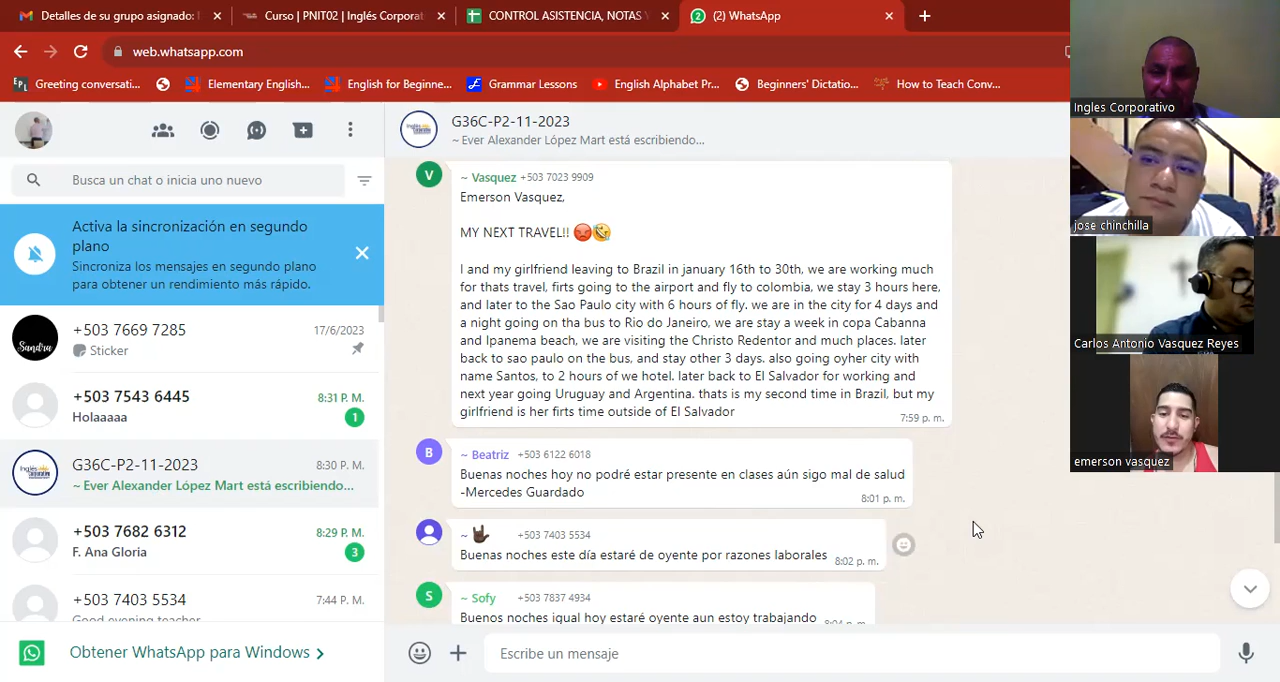 Detalles de su grupo asignado:
Curso | PNIT02 | Inglés Corporat
CONTROL ASISTENCIA, NOTAS Y
(2) WhatsApp
web.whatsapp.com
Greeting conversati...
Elementary English...
English for Beginne...
Grammar Lessons
English Alphabet Pr...
Beginners' Dictatio...
How to Teach Conv...
Ingles Corporativo
jose chinchilla
Carlos Antonio Vasquez Reyes
emerson vasquez
Busca un chat o inicia uno nuevo
Activa la sincronización en segundo
plano
Sincroniza los mensajes en segundo plano
para obtener un rendimiento más rápido.
Sandra
+503 7669 7285
17/6/2023
Sticker
+503 7543 6445
8:31 P. M.
Holaaaaa
1
G36C-P2-11-2023
8:30 P. M.
~ Ever Alexander López Mart está escribiendo...
+503 7682 6312
8:29 P. M.
F. Ana Gloria
3
+503 7403 5534
7:44 P. M.
Good evening teacher
Obtener WhatsApp para Windows
G36C-P2-11-2023
~ Ever Alexander López Mart está escribiendo...
V
~ Vasquez +503 7023 9909
Emerson Vasquez,
MY NEXT TRAVEL!! 😡🤣
I and my girlfriend leaving to Brazil in january 16th to 30th, we are working much
for thats travel, firts going to the airport and fly to colombia, we stay 3 hours here,
and later to the Sao Paulo city with 6 hours of fly. we are in the city for 4 days and
a night going on tha bus to Rio do Janeiro, we are stay a week in copa Cabanna
and Ipanema beach, we are visiting the Christo Redentor and much places. later
back to sao paulo on the bus, and stay other 3 days. also going oyher city with
name Santos, to 2 hours of we hotel. later back to El Salvador for working and
next year going Uruguay and Argentina. thats is my second time in Brazil, but my
girlfriend is her firts time outside of El Salvador
7:59 p. m.
B
~ Beatriz +503 6122 6018
Buenas noches hoy no podré estar presente en clases aún sigo mal de salud
-Mercedes Guardado
8:01 p. m.
~ 🤟🏿 +503 7403 5534
Buenas noches este día estaré de oyente por razones laborales
8:02 p. m.
S
~ Sofy +503 7837 4934
Buenos noches igual hoy estaré oyente aun estoy trabajando
8:04 p. m.
Escribe un mensaje